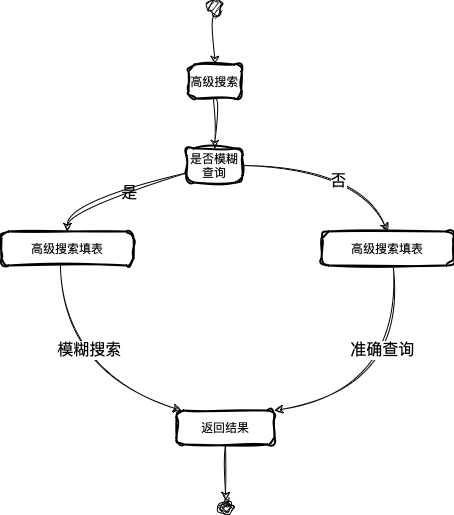 高级搜索
是否模糊
查询
是
否
高级搜索填表
高级搜索填表
模糊搜索
准确查询
返回结果